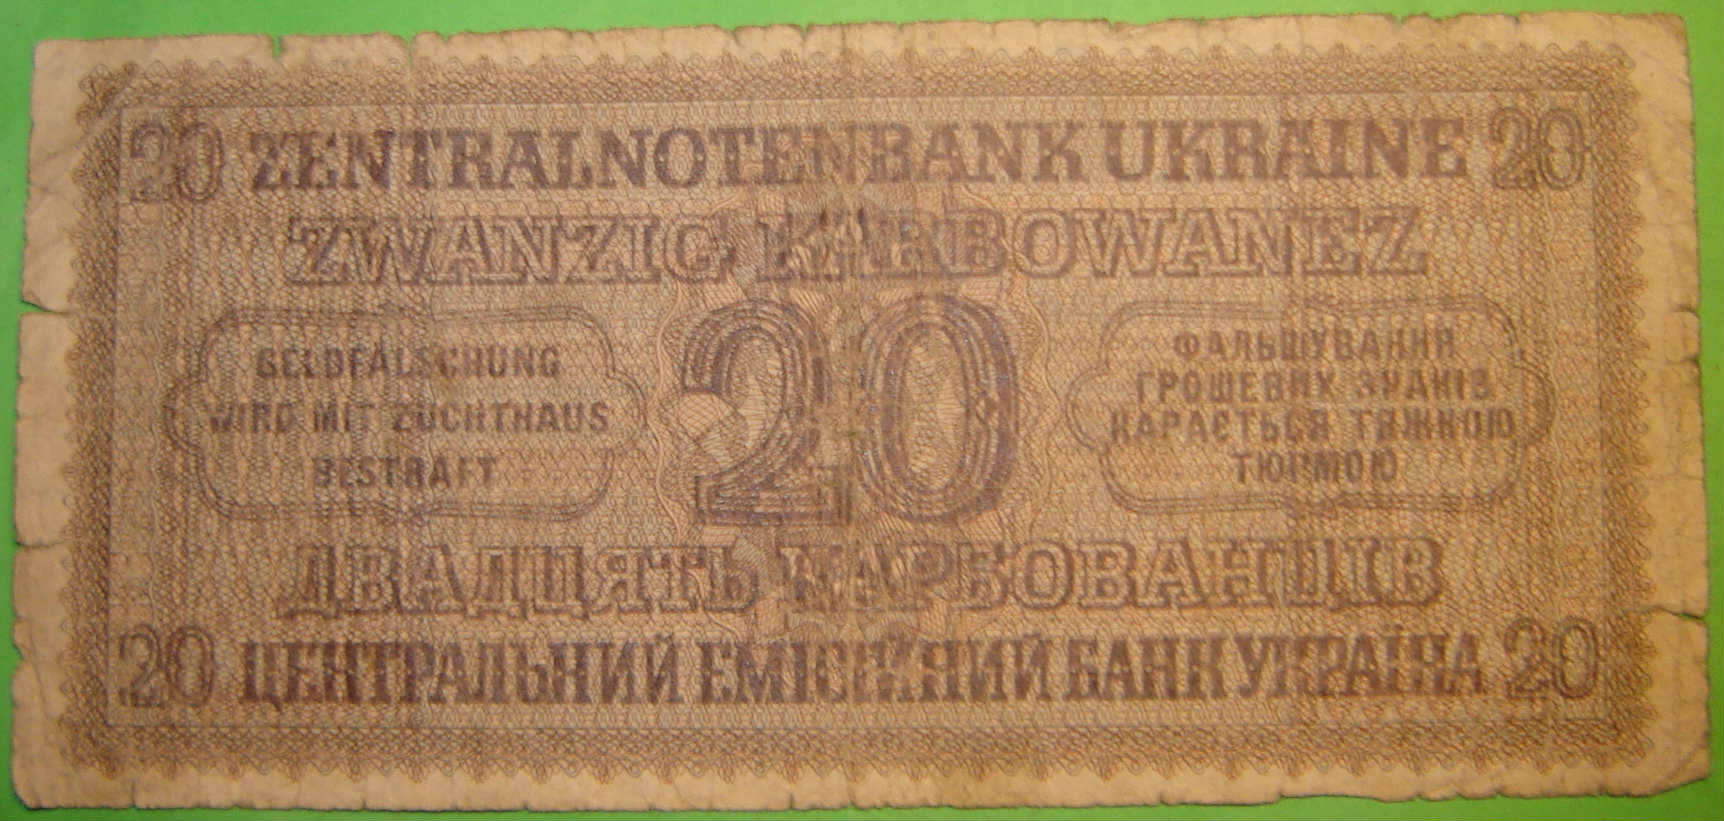 20 ZENTRALNOTENBANK UKRAINE 20
ZWANZIG KARBOWANEZ
GELDFÄLSCHUNG
WIRD MIT ZUCHTHAUS
BESTRAFT
20
ФАЛЬШУВАННЯ
ГРОШЕВИХ ЗНАКІВ
КАРАЄТЬСЯ ТЯЖКОЮ
ТЮРМОЮ
ДВАДЦЯТЬ КАРБОВАНЦІВ
20 ЦЕНТРАЛЬНИЙ ЕМІСІЙНИЙ БАНК УКРАЇНА 20